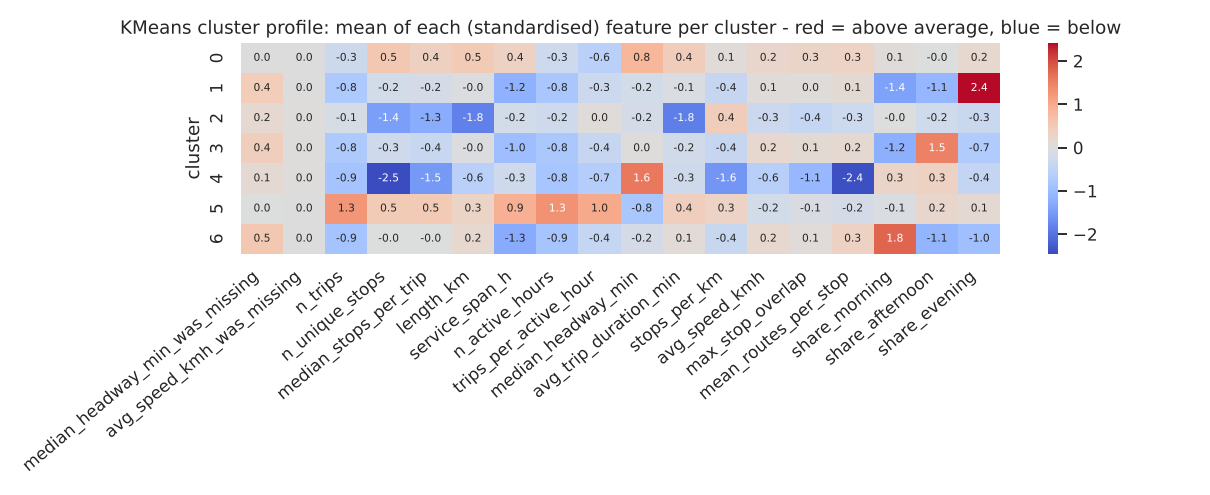 KMeans cluster profile: mean of each (standardised) feature per cluster - red = above average, blue = below
cluster
0 0.0 0.0 -0.3 0.5 0.4 0.5 0.4 -0.3 -0.6 0.8 0.4 0.1 0.2 0.3 0.3 0.1 -0.0 0.2
1 0.4 0.0 -0.8 -0.2 -0.2 -0.0 -1.2 -0.8 -0.3 -0.2 -0.1 -0.4 0.1 0.0 0.1 -1.4 -1.1 2.4
2 0.2 0.0 -0.1 -1.4 -1.3 -1.8 -0.2 -0.2 0.0 -0.2 -1.8 0.4 -0.3 -0.4 -0.3 -0.0 -0.2 -0.3
3 0.4 0.0 -0.8 -0.3 -0.4 -0.0 -1.0 -0.8 -0.4 0.0 -0.2 -0.4 0.2 0.1 0.2 -1.2 1.5 -0.7
4 0.1 0.0 -0.9 -2.5 -1.5 -0.6 -0.3 -0.8 -0.7 1.6 -0.3 -1.6 -0.6 -1.1 -2.4 0.3 0.3 -0.4
5 0.0 0.0 1.3 0.5 0.5 0.3 0.9 1.3 1.0 -0.8 0.4 0.3 -0.2 -0.1 -0.2 -0.1 0.2 0.1
6 0.5 0.0 -0.9 -0.0 -0.0 0.2 -1.3 -0.9 -0.4 -0.2 0.1 -0.4 0.2 0.1 0.3 1.8 -1.1 -1.0
median_headway_min_was_missing
avg_speed_kmh_was_missing
n_trips
n_unique_stops
median_stops_per_trip
length_km
service_span_h
n_active_hours
trips_per_active_hour
median_headway_min
avg_trip_duration_min
stops_per_km
avg_speed_kmh
max_stop_overlap
mean_routes_per_stop
share_morning
share_afternoon
share_evening
2
1
0
−1
−2